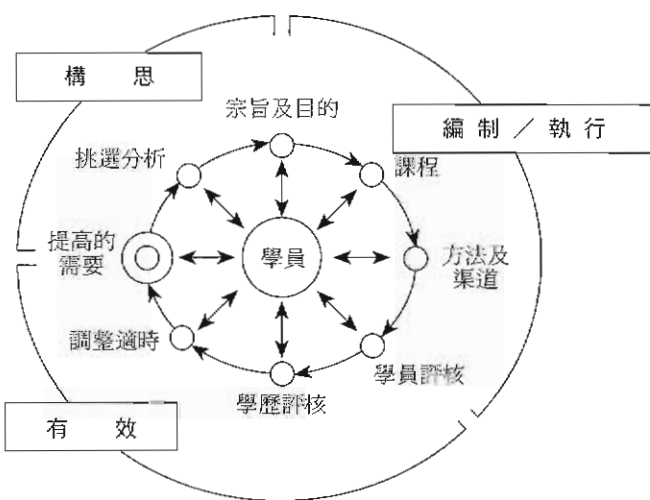 構 思
宗旨及目的
編 制 / 執 行
挑選分析
課程
提高的
需要
學員
方法及
渠道
調整適時
學員評核
學歷評核
有 效